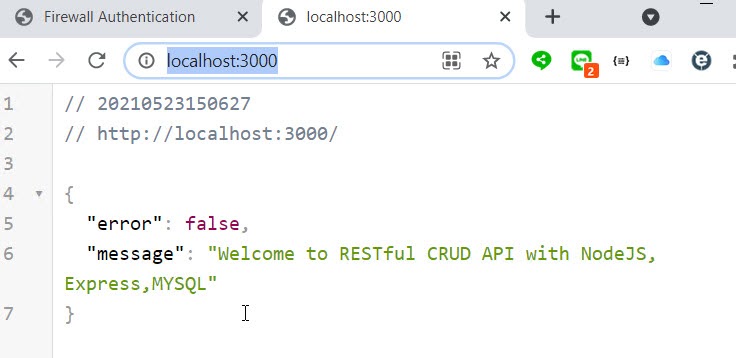 Firewall Authentication
localhost:3000
localhost:3000
2
1 // 20210523150627
2 // http://localhost:3000/
3
4 {
5 "error": false,
6 "message": "Welcome to RESTful CRUD API with NodeJS,
Express,MYSQL"
7 }